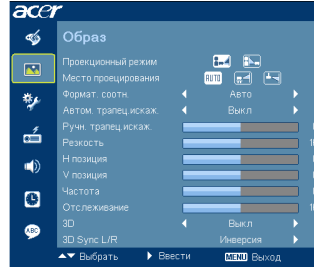 acer
Образ
Проекционный режим
Место проецирования AUTO
Формат. соотн. Авто
Автом. трапец.искаж. Выкл
Ручн. трапец.искаж.
Резкость
H позиция
V позиция
Частота
Отслеживание
3D Выкл
3D Sync L/R Инверсия
Выбрать Ввести MENU Выход